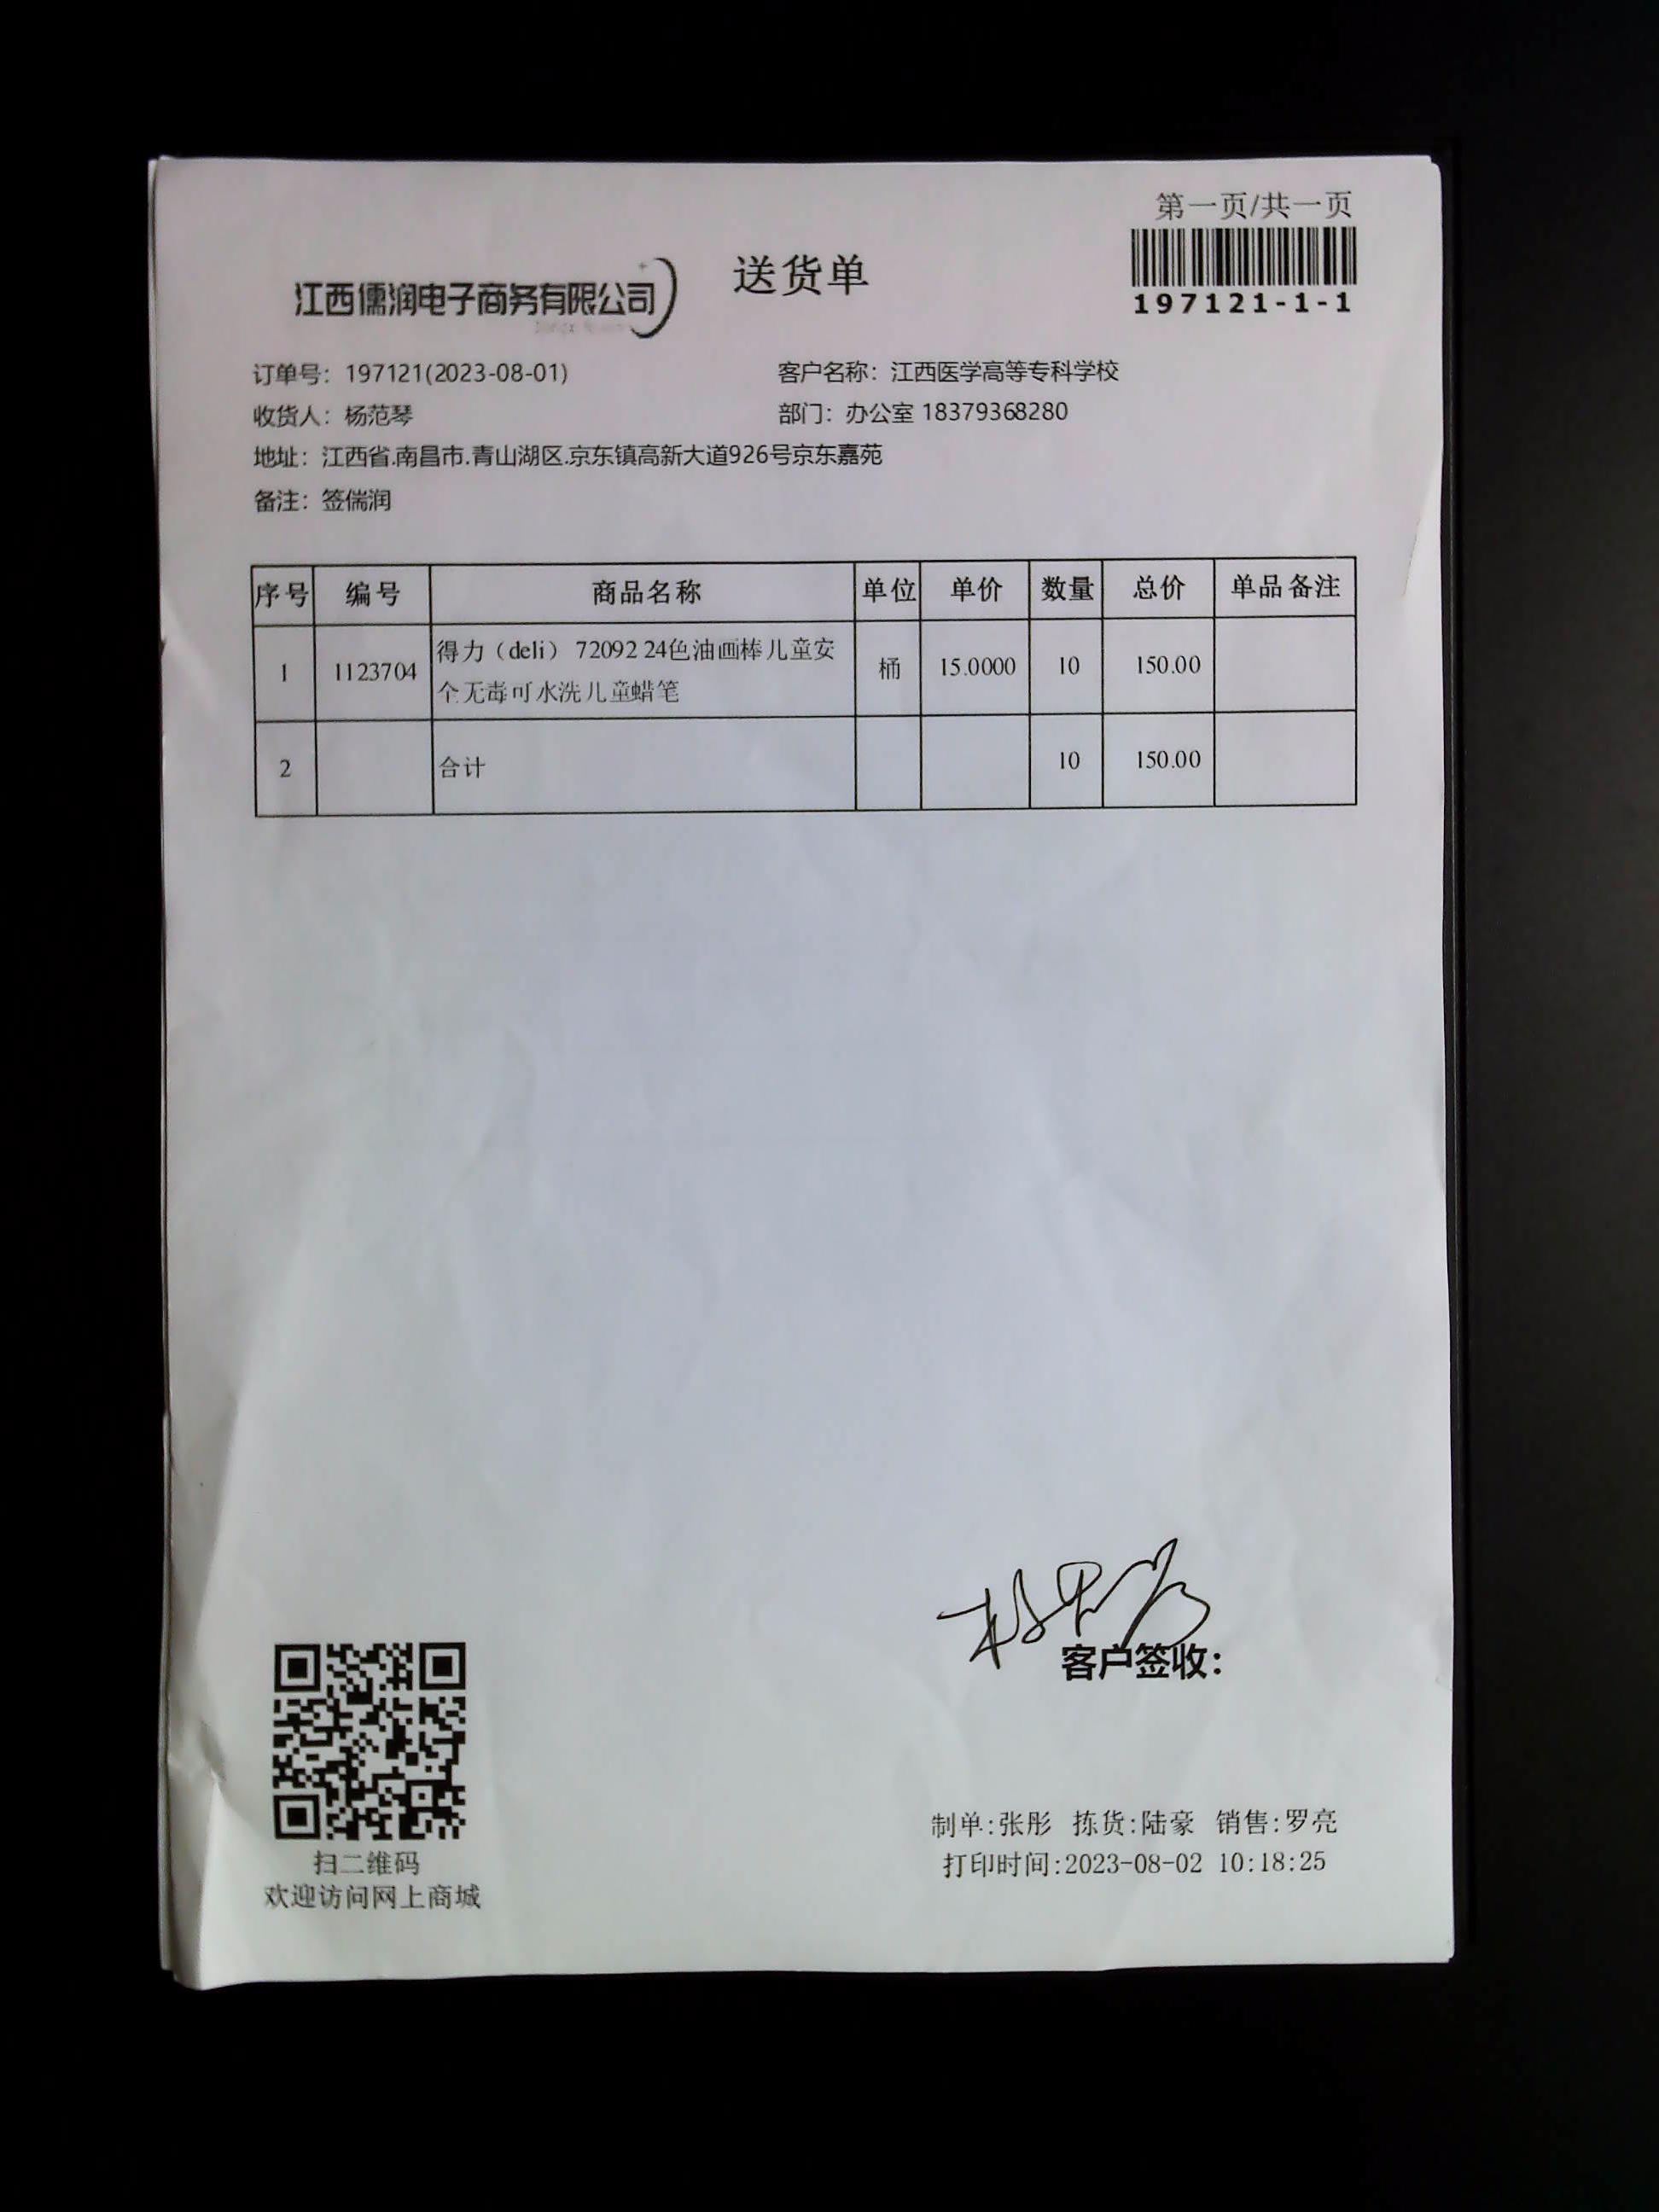 第一页/共一页
197121-1-1
江西儒润电子商务有限公司
送货单
订单号：197121(2023-08-01)
客户名称：江西医学高等专科学校
收货人：杨范琴
部门：办公室 18379368280
地址：江西省.南昌市.青山湖区.京东镇高新大道926号京东嘉苑
备注：签偳润
序号 编号 商品名称 单位 单价 数量 总价 单品备注
1 1123704 得力（deli） 72092 24色油画棒儿童安 桶 15.0000 10 150.00
全无毒可水洗儿童蜡笔
2 合计 10 150.00
客户签收：
扫二维码
欢迎访问网上商城
制单:张彤 拣货:陆豪 销售:罗亮
打印时间:2023-08-02 10:18:25